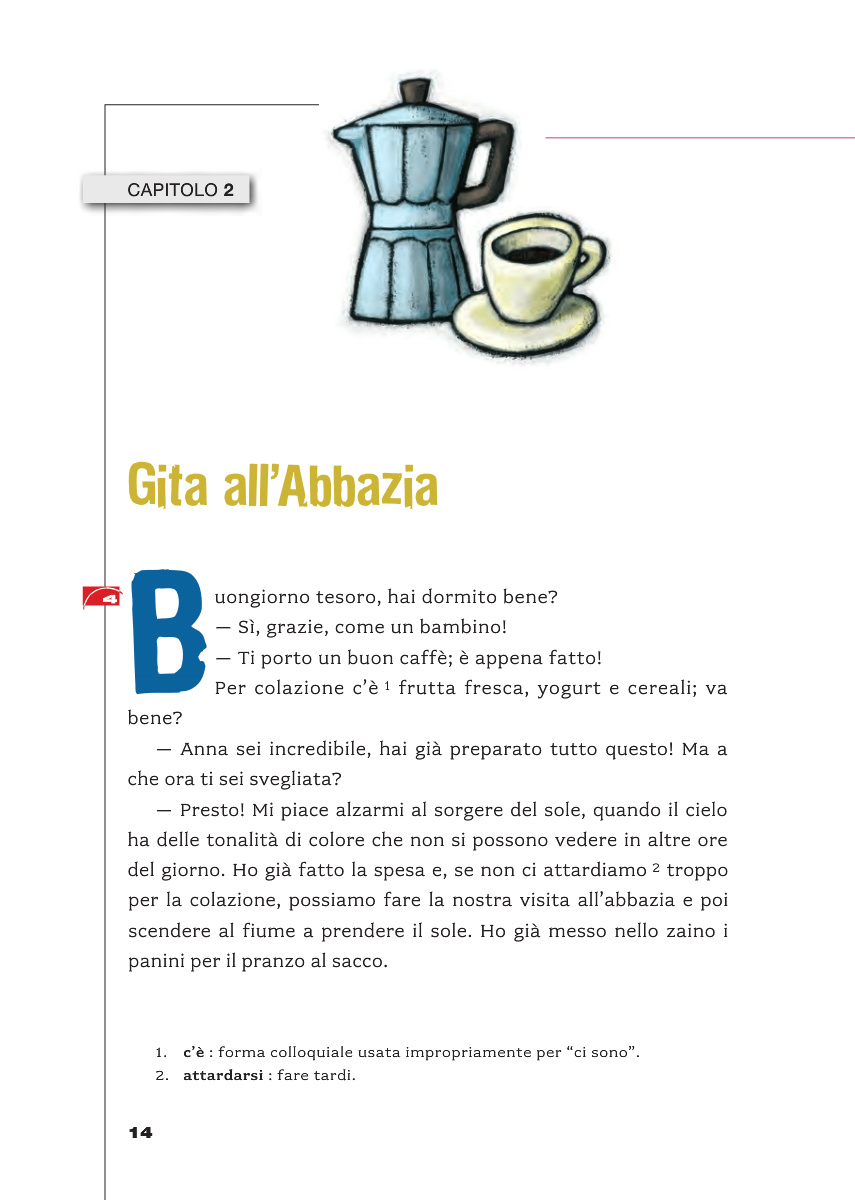 CAPITOLO 2
Gita all’Abbazia
4
Buongiorno tesoro, hai dormito bene?
— Sì, grazie, come un bambino!
— Ti porto un buon caffè; è appena fatto!
Per colazione c’è 1 frutta fresca, yogurt e cereali; va
bene?
— Anna sei incredibile, hai già preparato tutto questo! Ma a
che ora ti sei svegliata?
— Presto! Mi piace alzarmi al sorgere del sole, quando il cielo
ha delle tonalità di colore che non si possono vedere in altre ore
del giorno. Ho già fatto la spesa e, se non ci attardiamo 2 troppo
per la colazione, possiamo fare la nostra visita all’abbazia e poi
scendere al fiume a prendere il sole. Ho già messo nello zaino i
panini per il pranzo al sacco.
1. c’è : forma colloquiale usata impropriamente per “ci sono”.
2. attardarsi : fare tardi.
14